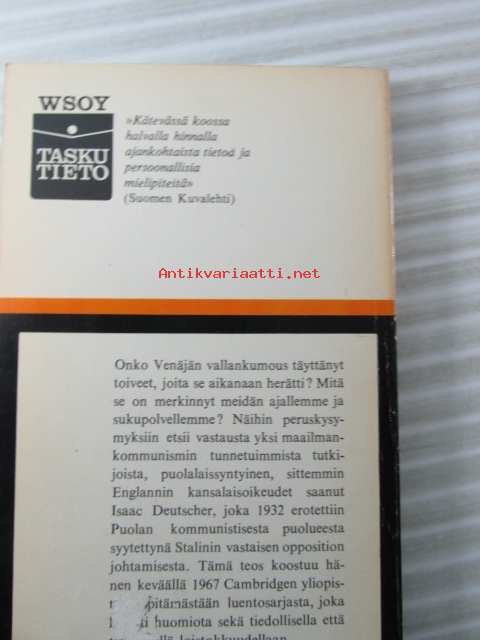 WSOY
TASKU
TIETO
»Kätevässä koossa
halvalla hinnalla
ajankohtaista tietoa ja
persoonallisia
mielipiteitä»
(Suomen Kuvalehti)
Antikvariaatti.net
Onko Venäjän vallankumous täyttänyt
toiveet, joita se aikanaan herätti? Mitä
se on merkinnyt meidän ajallemme ja
sukupolvellemme? Näihin peruskysy-
myksiin etsii vastausta yksi maailman-
kommunismin tunnetuimmista tutki-
joista, puolalaissyntyinen, sittemmin
Englannin kansalaisoikeudet saanut
Isaac Deutscher, joka 1932 erotettiin
Puolan kommunistisesta puolueesta
syytettynä Stalinin vastaisen opposition
johtamisesta. Tämä teos koostuu hä-
nen keväällä 1967 Cambridgen yliopis-
pitämästään luentosarjasta, joka
huomiota sekä tiedollisella että
loistokkuudellaan